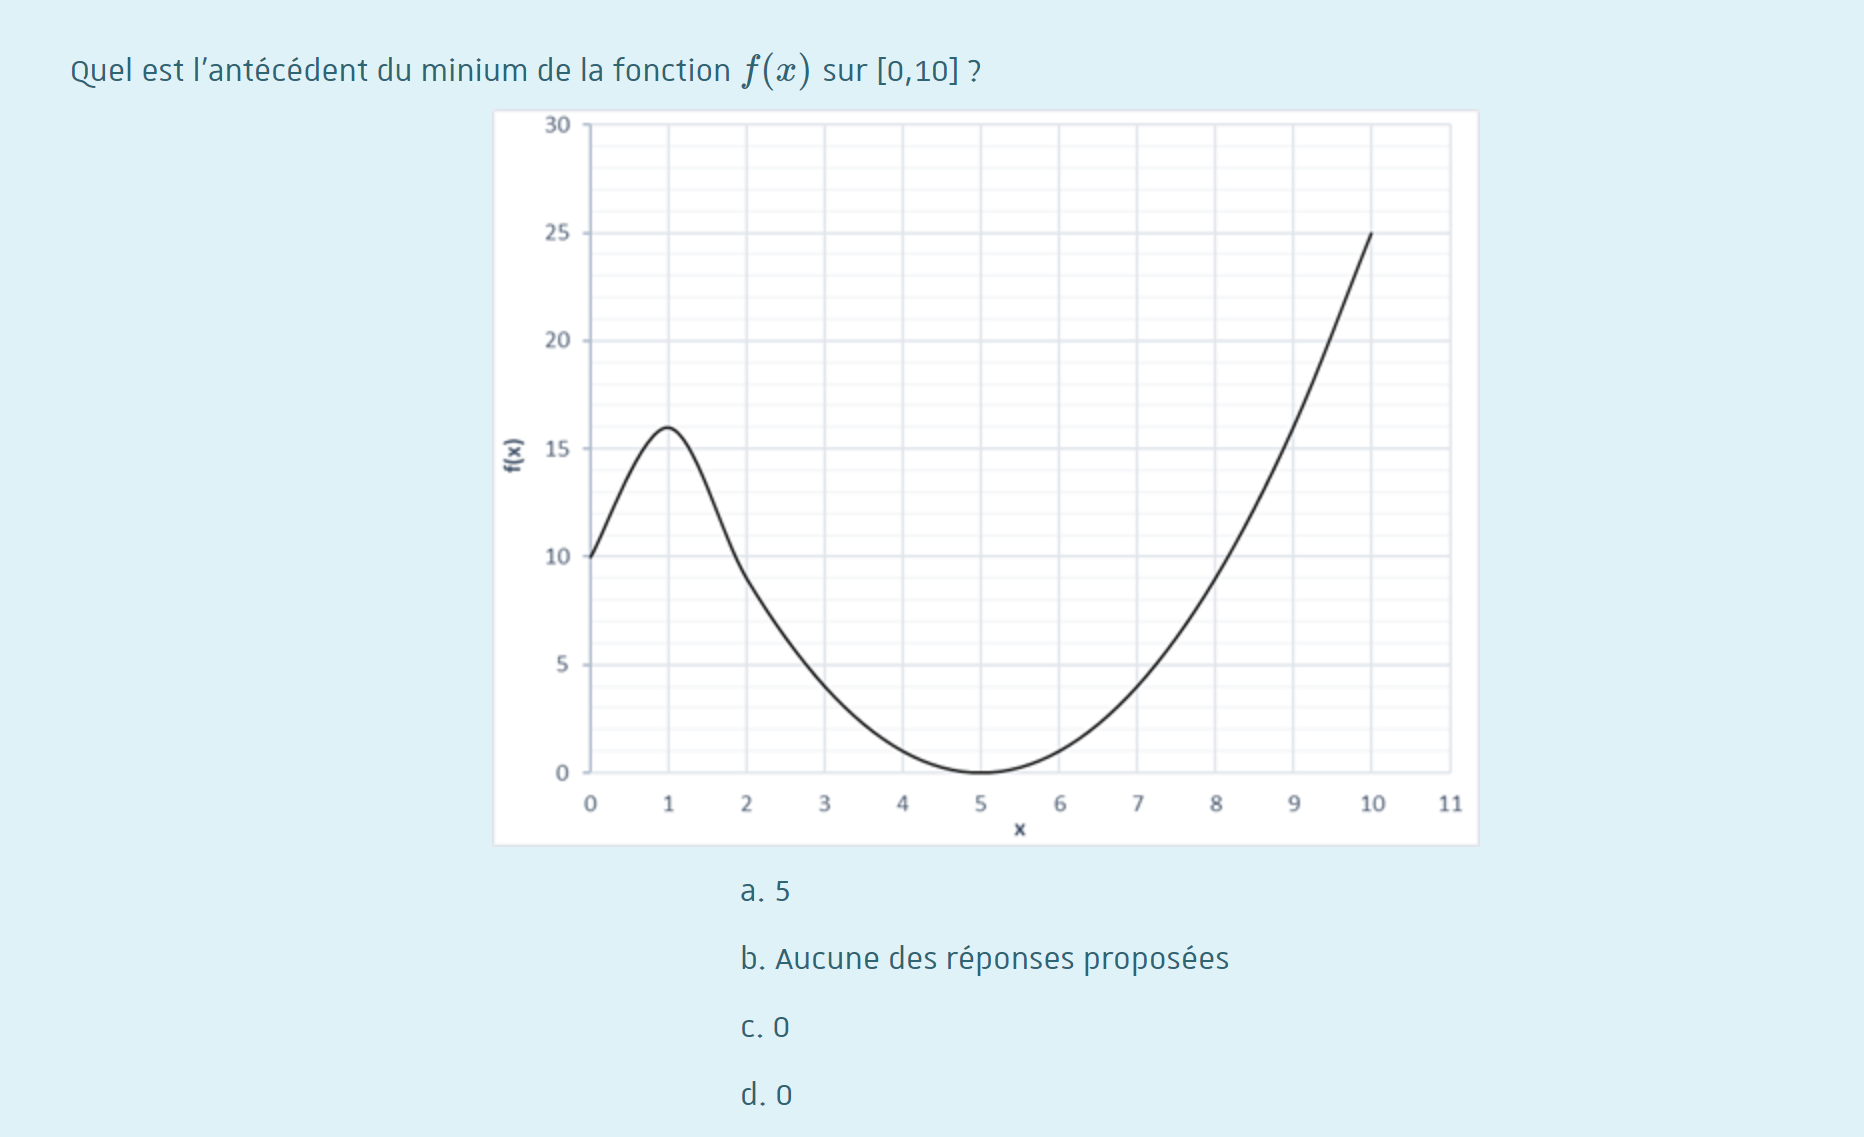 Quel est l'antécédent du minium de la fonction f(x) sur [0,10] ?
30
25
20
15
10
5
0
f(x)
0 1 2 3 4 5 6 7 8 9 10 11
x
a. 5
b. Aucune des réponses proposées
c. 0
d. 0